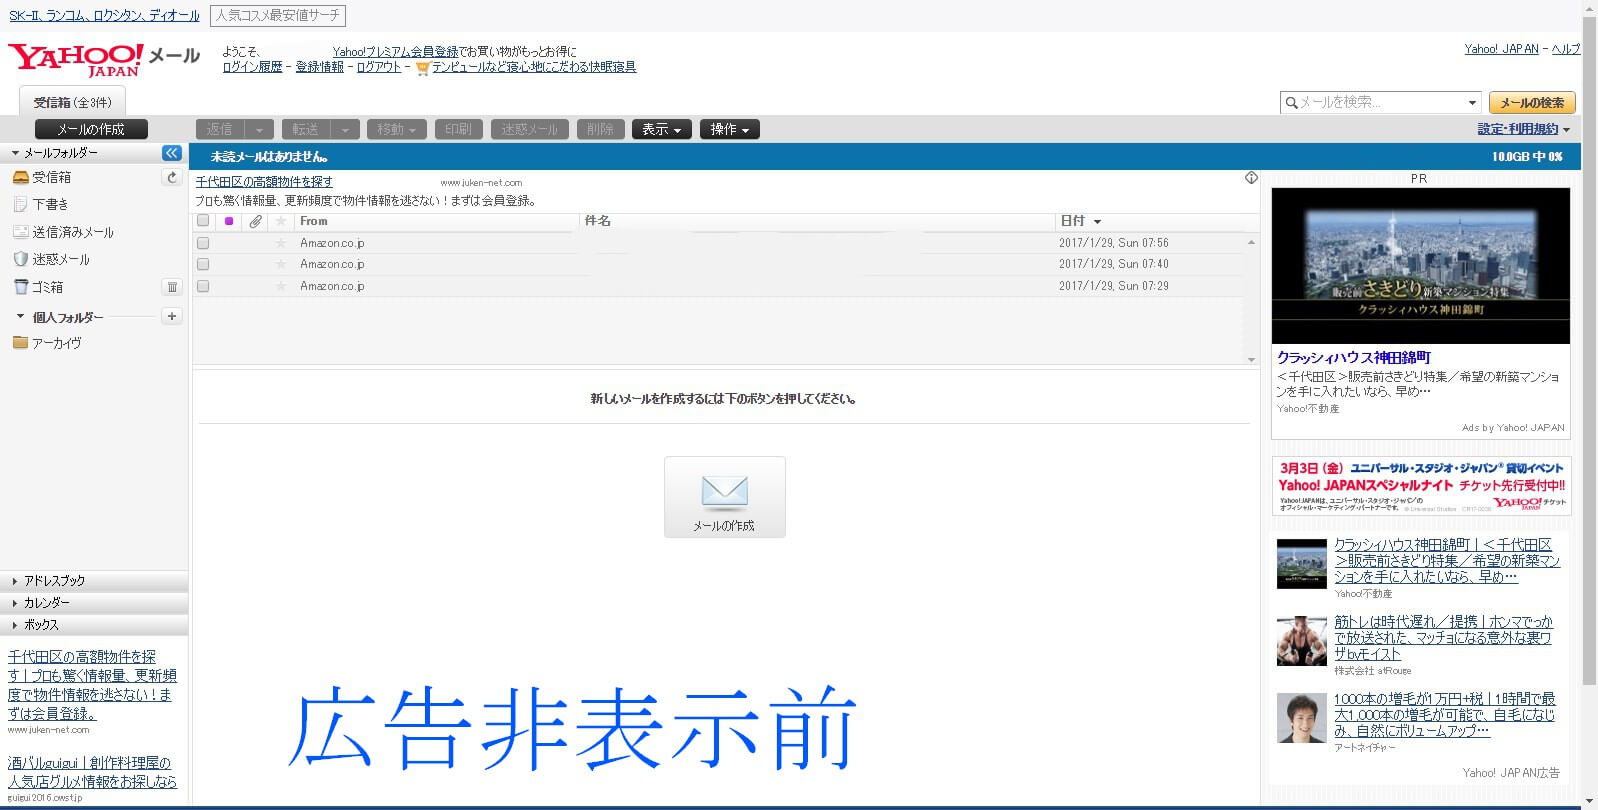 SK-II、ランコム、ロクシタン、ディオール 人気コスメ最安値サーチ
YAHOO! JAPAN メール
ようこそ、 Yahoo!プレミアム会員登録でお買い物がもっとお得に
ログイン履歴 - 登録情報 - ログアウト - テンピュールなど寝心地にこだわる快眠寝具
Yahoo! JAPAN - ヘルプ
受信箱 (全3件)
メールを検索... メールの検索
メールの作成 返信 転送 移動 印刷 迷惑メール 削除 表示 操作 設定・利用規約
メールフォルダー
受信箱
下書き
送信済みメール
迷惑メール
ゴミ箱
個人フォルダー
アーカイヴ
未読メールはありません。 10.0GB 中 0%
千代田区の高額物件を探す www.juken-net.com
プロも驚く情報量、更新頻度で物件情報を逃さない！まずは会員登録。
From 件名 日付
Amazon.co.jp 2017/1/29, Sun 07:56
Amazon.co.jp 2017/1/29, Sun 07:40
Amazon.co.jp 2017/1/29, Sun 07:29
新しいメールを作成するには下のボタンを押してください。
メールの作成
広告非表示前
アドレスブック
カレンダー
ボックス
千代田区の高額物件を探
す｜プロも驚く情報量、更新頻
度で物件情報を逃さない！ま
ずは会員登録。
www.juken-net.com
酒バルguigui｜創作料理屋の
人気店グルメ情報をお探しなら
guigui2016.owst.jp
PR
販売前さきどり新築マンション特集
クラッシィハウス神田錦町
クラッシィハウス神田錦町
＜千代田区＞販売前さきどり特集／希望の新築マンショ
ンを手に入れたいなら、早め…
Yahoo!不動産
Ads by Yahoo! JAPAN
3月3日（金）ユニバーサル・スタジオ・ジャパン® 貸切イベント
Yahoo! JAPANスペシャルナイト チケット先行受付中!!
Yahoo! JAPANは、ユニバーサル・スタジオ・ジャパンの
オフィシャル・マーケティング・パートナーです。 © Universal Studios CR17-0036 YAHOO! JAPAN チケット
クラッシィハウス神田錦町｜＜千代田区
＞販売前さきどり特集／希望の新築マン
ションを手に入れたいなら、早め…
Yahoo!不動産
筋トレは時代遅れ／提携｜ホンマでっか
で放送された、マッチョになる意外な裏ワ
ザbyモイスト
株式会社 atRouge
1000本の増毛が1万円+税｜1時間で最
大1,000本の増毛が可能で、自毛になじ
み、自然にボリュームアップ…
アートネイチャー
Yahoo! JAPAN広告